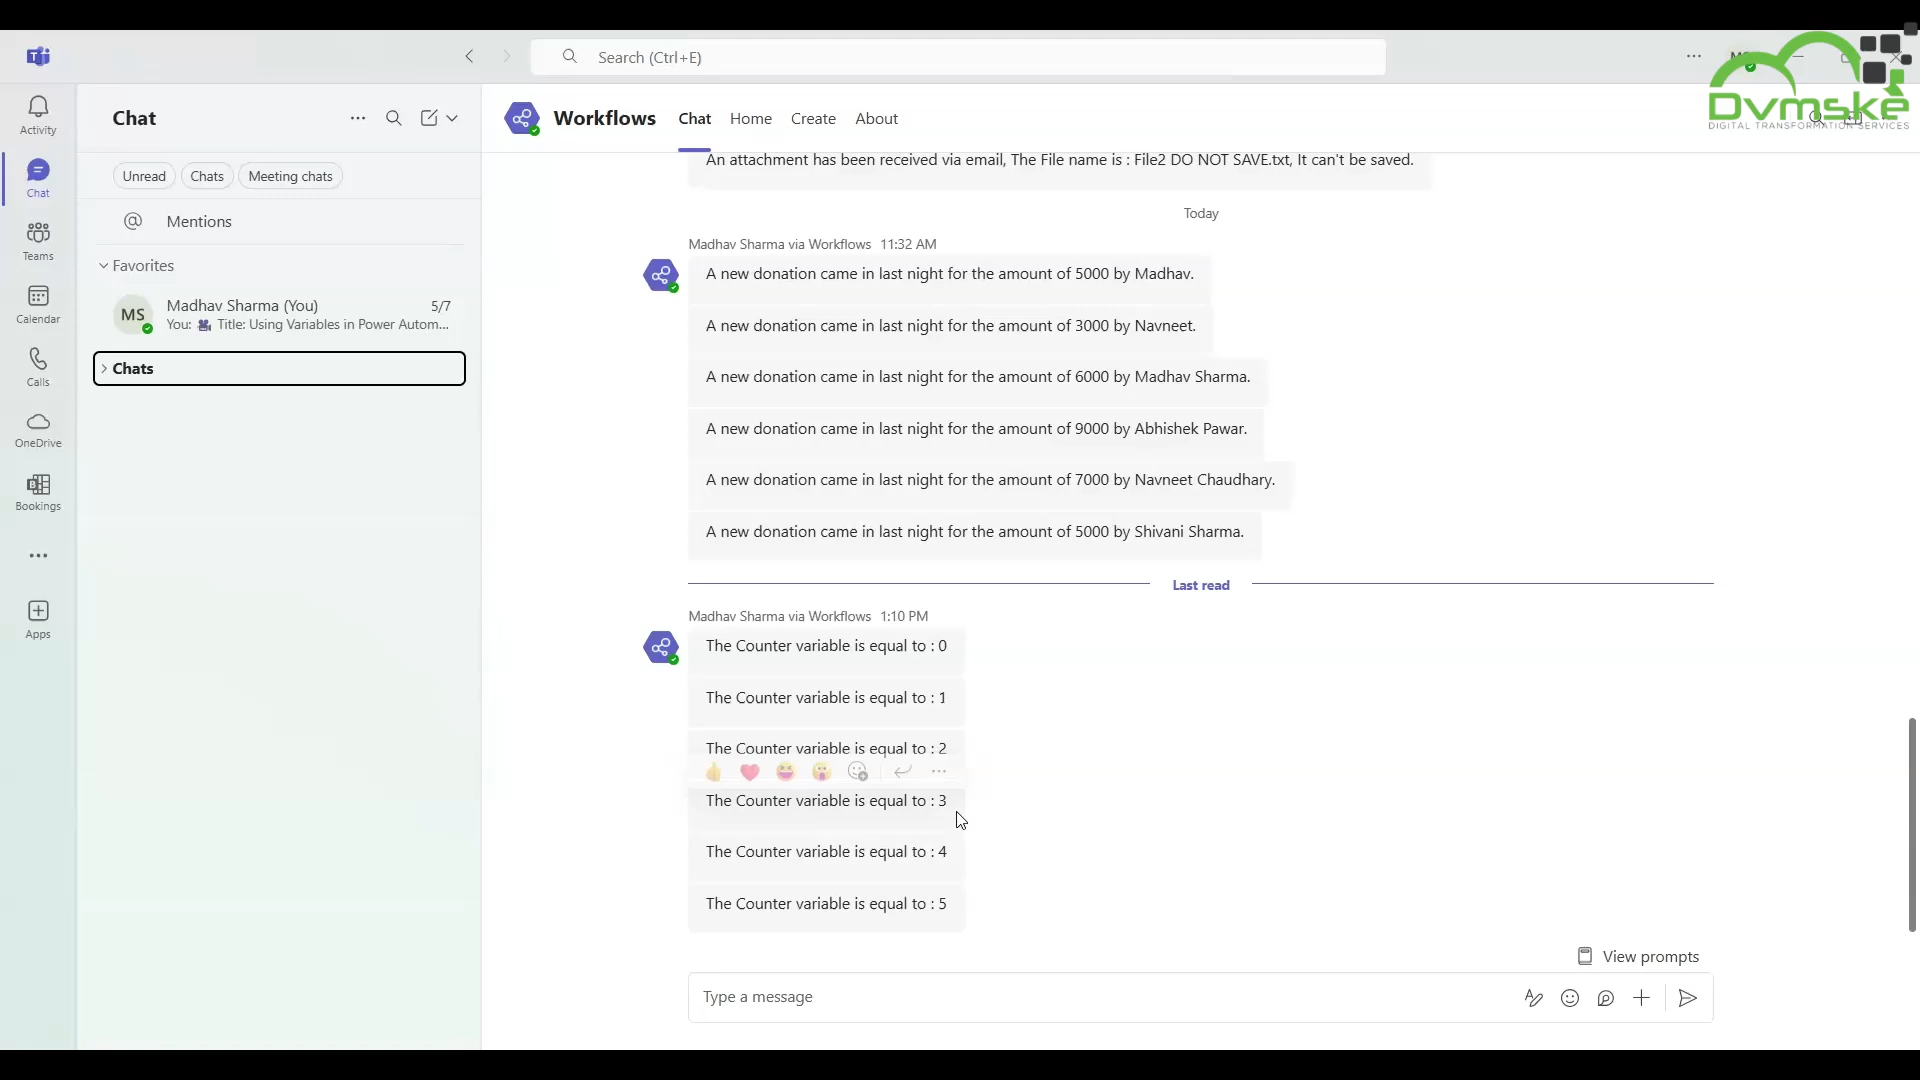 Search (Ctrl+E)
Dvmske
DIGITAL TRANSFORMATION SERVICES
Activity
Chat
Teams
Calendar
Calls
OneDrive
Bookings
Apps
Chat
Unread
Chats
Meeting chats
Mentions
Favorites
MS
Madhav Sharma (You) 5/7
You: 🎥 Title: Using Variables in Power Autom...
Chats
Workflows Chat Home Create About
An attachment has been received via email, The File name is : File2 DO NOT SAVE.txt, It can't be saved.
Today
Madhav Sharma via Workflows 11:32 AM
A new donation came in last night for the amount of 5000 by Madhav.
A new donation came in last night for the amount of 3000 by Navneet.
A new donation came in last night for the amount of 6000 by Madhav Sharma.
A new donation came in last night for the amount of 9000 by Abhishek Pawar.
A new donation came in last night for the amount of 7000 by Navneet Chaudhary.
A new donation came in last night for the amount of 5000 by Shivani Sharma.
Last read
Madhav Sharma via Workflows 1:10 PM
The Counter variable is equal to : 0
The Counter variable is equal to : 1
The Counter variable is equal to : 2
The Counter variable is equal to : 3
The Counter variable is equal to : 4
The Counter variable is equal to : 5
View prompts
Type a message